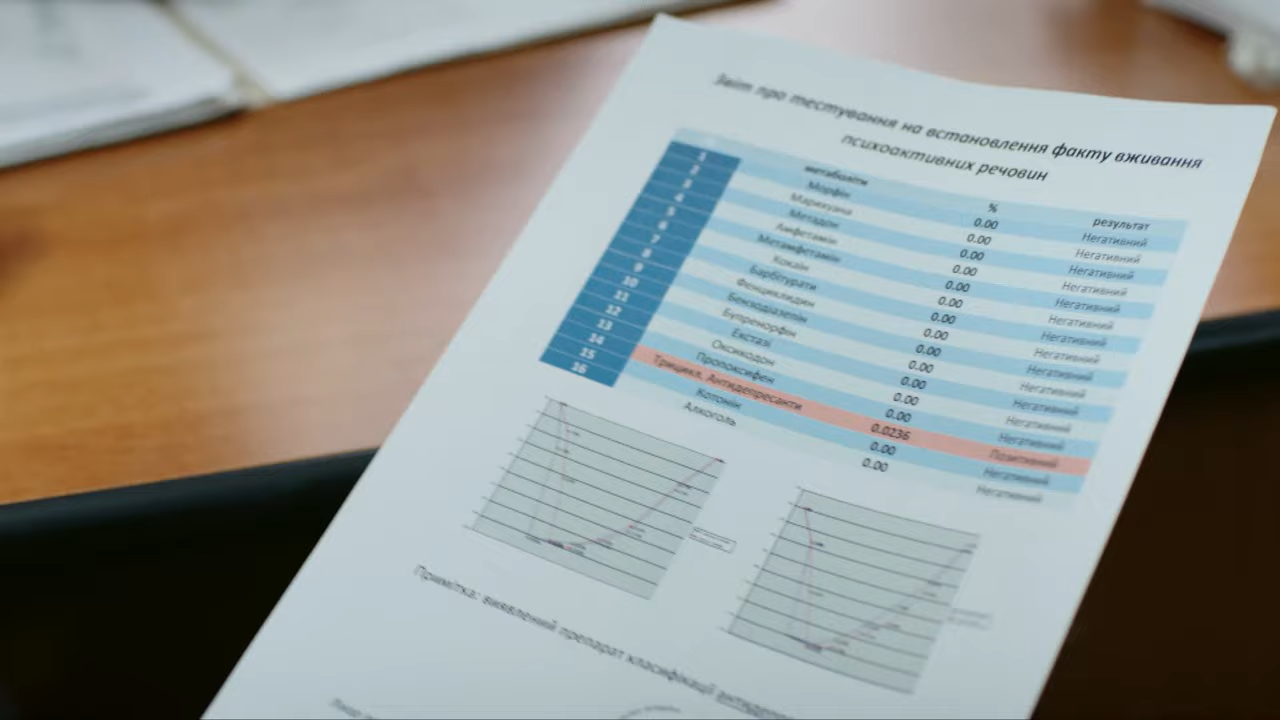 Звіт про тестування на встановлення факту вживання
психоактивних речовин
метаболіти % результат
1 Морфін 0.00 Негативний
2 Марихуана 0.00 Негативний
3 Метадон 0.00 Негативний
4 Амфетамін 0.00 Негативний
5 Метамфетамін 0.00 Негативний
6 Кокаїн 0.00 Негативний
7 Барбітурати 0.00 Негативний
8 Фенциклидин 0.00 Негативний
9 Бензодіазепін 0.00 Негативний
10 Бупренорфін 0.00 Негативний
11 Екстазі 0.00 Негативний
12 Оксикодон 0.00 Негативний
13 Пропоксифен 0.00 Негативний
14 Трицикл. Антидепресанти 0.0236 Позитивний
15 Котонін 0.00 Негативний
16 Алкоголь 0.00 Негативний
Примітка: виявлений препарат класифікації